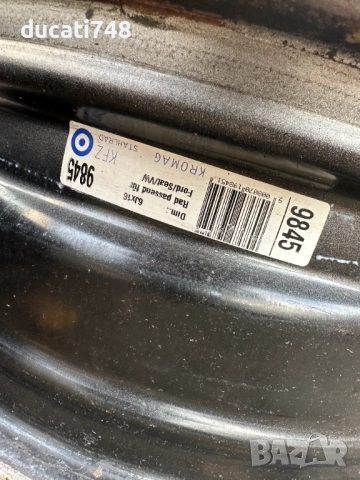 ducati748
9845
KFZ
STAHLRAD
KROMAG
Dim.: 6Jx16
Rad passend für
Ford/Seat/VW
9845
BAZAR